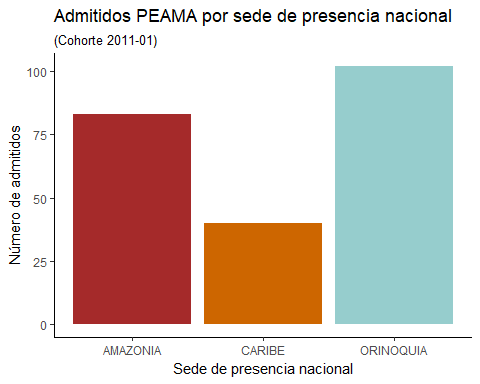 Admitidos PEAMA por sede de presencia nacional
(Cohorte 2011-01)
Número de admitidos
100
75
50
25
0
AMAZONIA
CARIBE
ORINOQUIA
Sede de presencia nacional